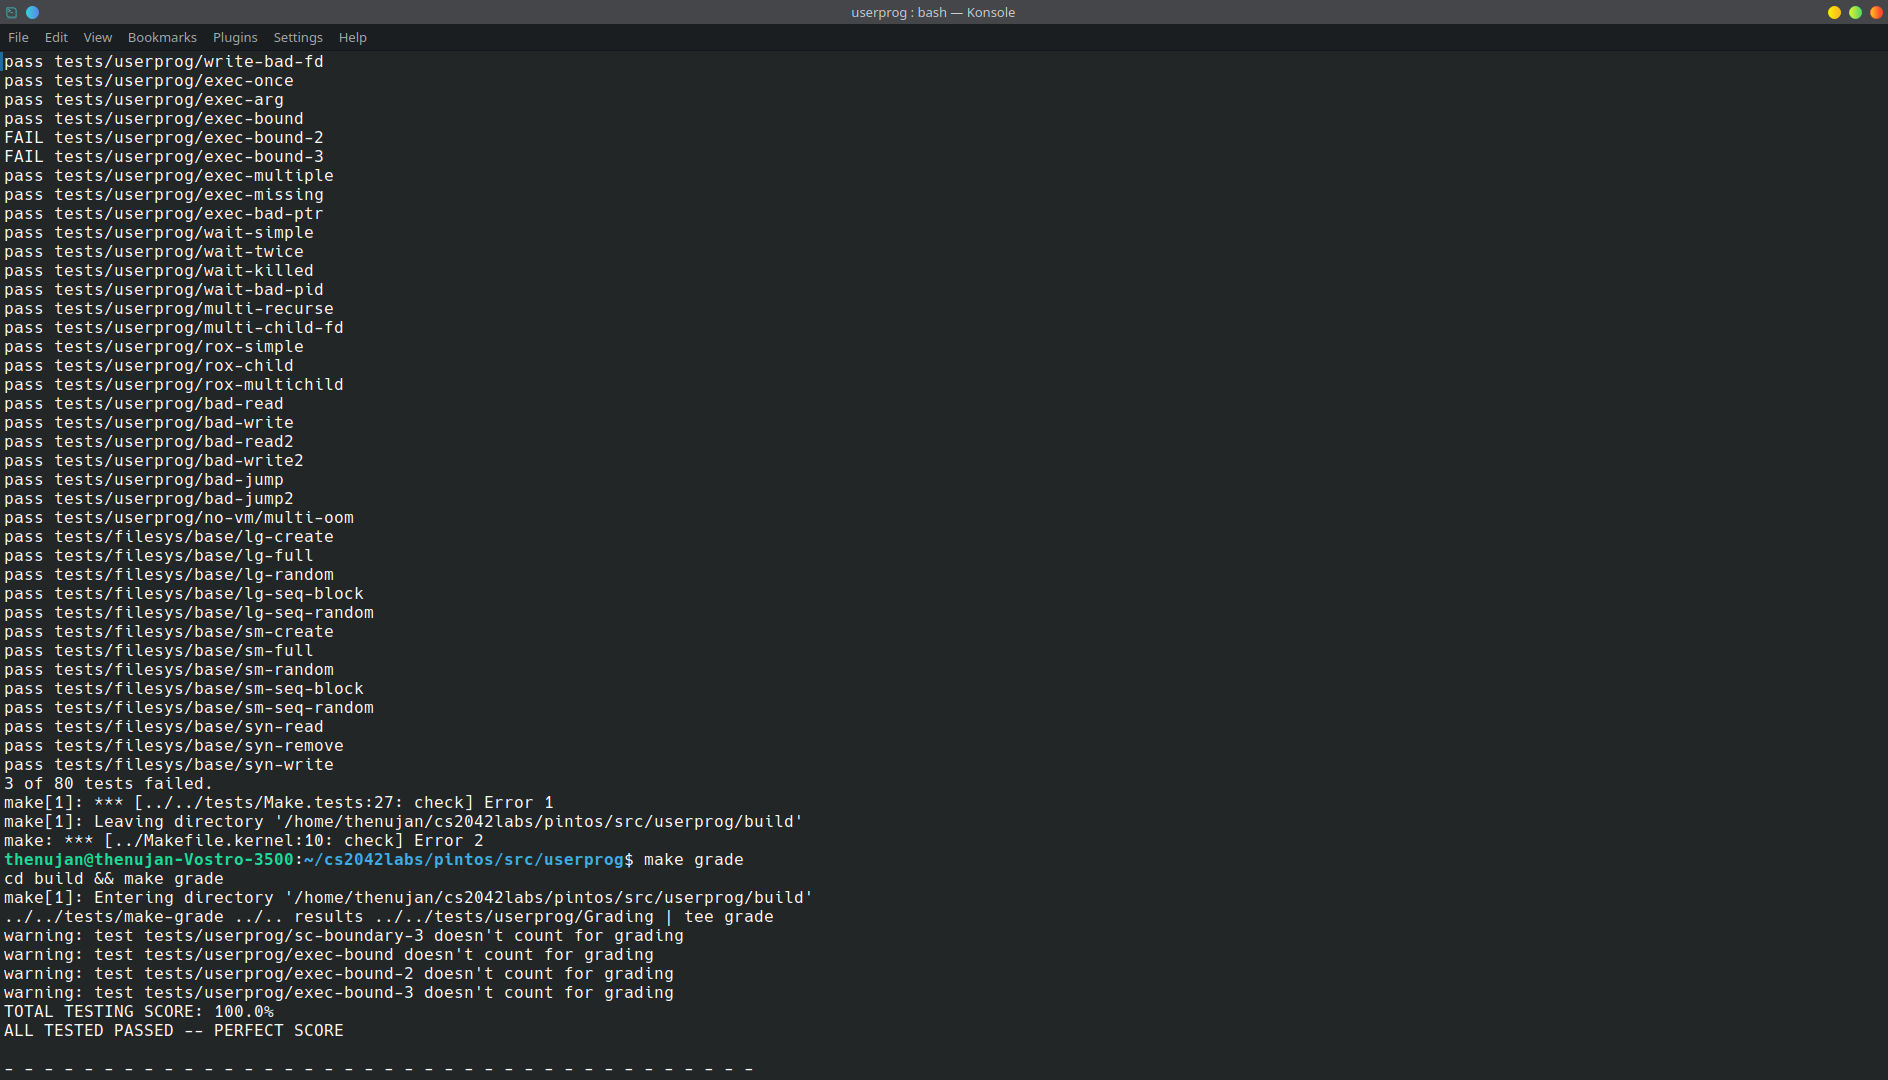 userprog : bash — Konsole
File Edit View Bookmarks Plugins Settings Help
pass tests/userprog/write-bad-fd
pass tests/userprog/exec-once
pass tests/userprog/exec-arg
pass tests/userprog/exec-bound
FAIL tests/userprog/exec-bound-2
FAIL tests/userprog/exec-bound-3
pass tests/userprog/exec-multiple
pass tests/userprog/exec-missing
pass tests/userprog/exec-bad-ptr
pass tests/userprog/wait-simple
pass tests/userprog/wait-twice
pass tests/userprog/wait-killed
pass tests/userprog/wait-bad-pid
pass tests/userprog/multi-recurse
pass tests/userprog/multi-child-fd
pass tests/userprog/rox-simple
pass tests/userprog/rox-child
pass tests/userprog/rox-multichild
pass tests/userprog/bad-read
pass tests/userprog/bad-write
pass tests/userprog/bad-read2
pass tests/userprog/bad-write2
pass tests/userprog/bad-jump
pass tests/userprog/bad-jump2
pass tests/userprog/no-vm/multi-oom
pass tests/filesys/base/lg-create
pass tests/filesys/base/lg-full
pass tests/filesys/base/lg-random
pass tests/filesys/base/lg-seq-block
pass tests/filesys/base/lg-seq-random
pass tests/filesys/base/sm-create
pass tests/filesys/base/sm-full
pass tests/filesys/base/sm-random
pass tests/filesys/base/sm-seq-block
pass tests/filesys/base/sm-seq-random
pass tests/filesys/base/syn-read
pass tests/filesys/base/syn-remove
pass tests/filesys/base/syn-write
3 of 80 tests failed.
make[1]: *** [../../tests/Make.tests:27: check] Error 1
make[1]: Leaving directory '/home/thenujan/cs2042labs/pintos/src/userprog/build'
make: *** [../Makefile.kernel:10: check] Error 2
thenujan@thenujan-Vostro-3500:~/cs2042labs/pintos/src/userprog$ make grade
cd build && make grade
make[1]: Entering directory '/home/thenujan/cs2042labs/pintos/src/userprog/build'
../../tests/make-grade ../.. results ../../tests/userprog/Grading | tee grade
warning: test tests/userprog/sc-boundary-3 doesn't count for grading
warning: test tests/userprog/exec-bound doesn't count for grading
warning: test tests/userprog/exec-bound-2 doesn't count for grading
warning: test tests/userprog/exec-bound-3 doesn't count for grading
TOTAL TESTING SCORE: 100.0%
ALL TESTED PASSED -- PERFECT SCORE
- - - - - - - - - - - - - - - - - - - - - - - - - - - - - - - - - - - - - -